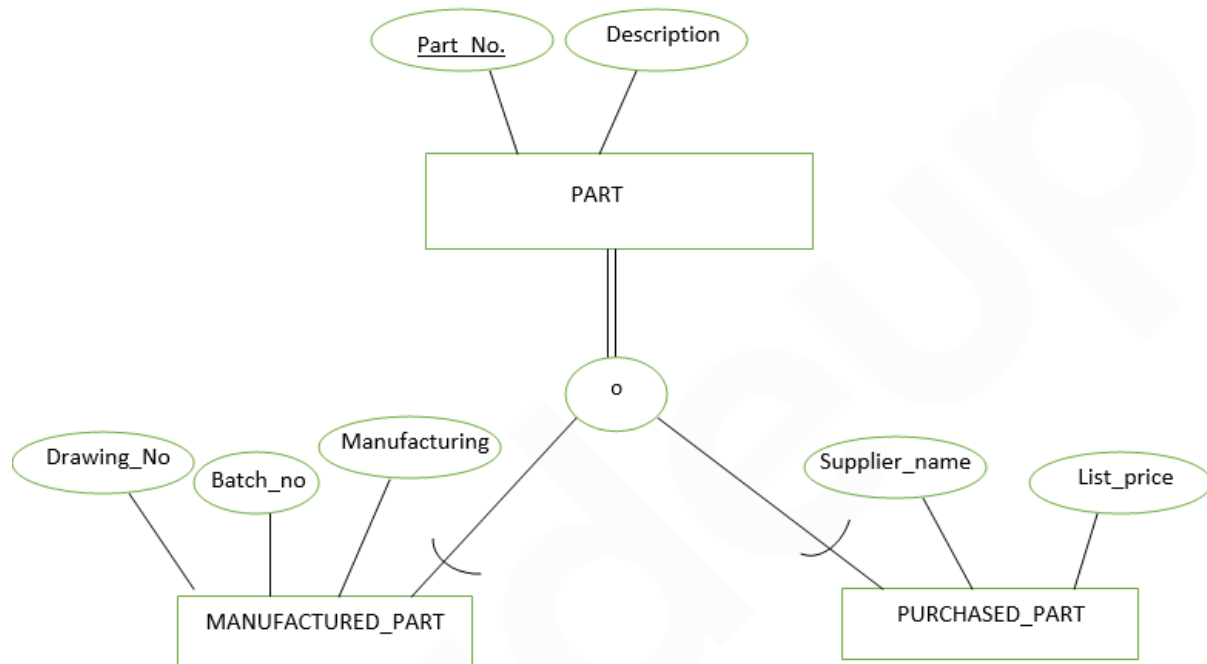 Part_No.
Description
PART
o
Drawing_No
Batch_no
Manufacturing
Supplier_name
List_price
MANUFACTURED_PART
PURCHASED_PART